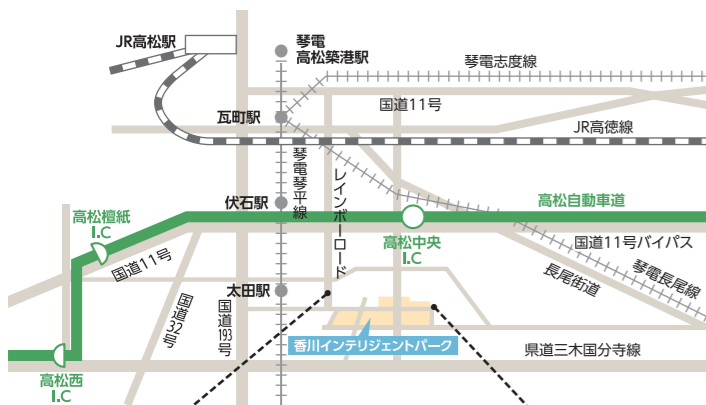 JR高松駅
琴電
高松築港駅
琴電志度線
国道11号
瓦町駅
JR高徳線
琴電琴平線
レインボーロード
伏石駅
高松自動車道
高松檀紙
I.C
高松中央
I.C
国道11号バイパス
国道11号
琴電長尾線
長尾街道
太田駅
国道32号
国道193号
香川インテリジェントパーク
県道三木国分寺線
高松西
I.C